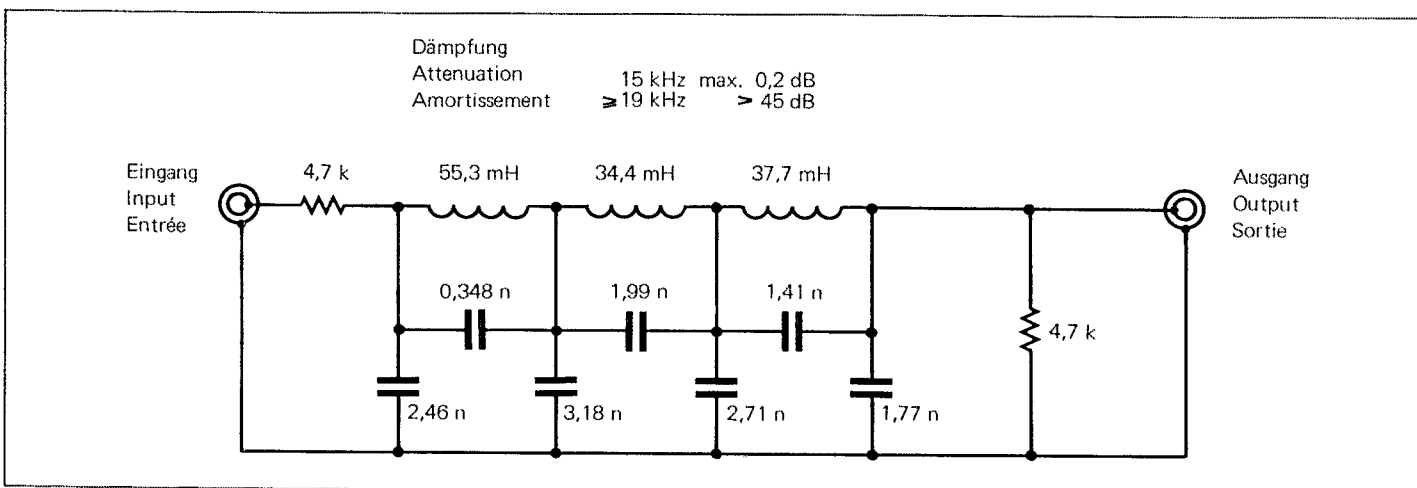 Dämpfung
Attenuation 15 kHz max. 0,2 dB
Amortissement ⩾ 19 kHz > 45 dB
Eingang
Input
Entrée
4,7 k
55,3 mH
34,4 mH
37,7 mH
Ausgang
Output
Sortie
0,348 n
1,99 n
1,41 n
4,7 k
2,46 n
3,18 n
2,71 n
1,77 n